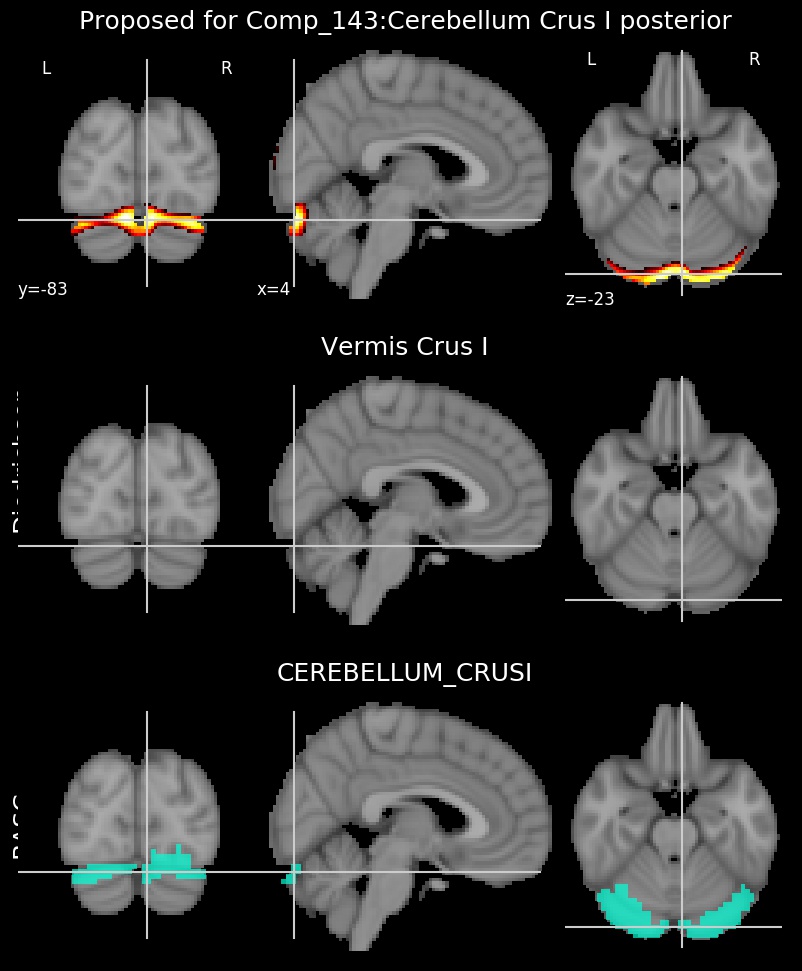 Proposed for Comp_143:Cerebellum Crus I posterior
L R L R
y=-83 x=4 z=-23
Vermis Crus I
CEREBELLUM_CRUSI